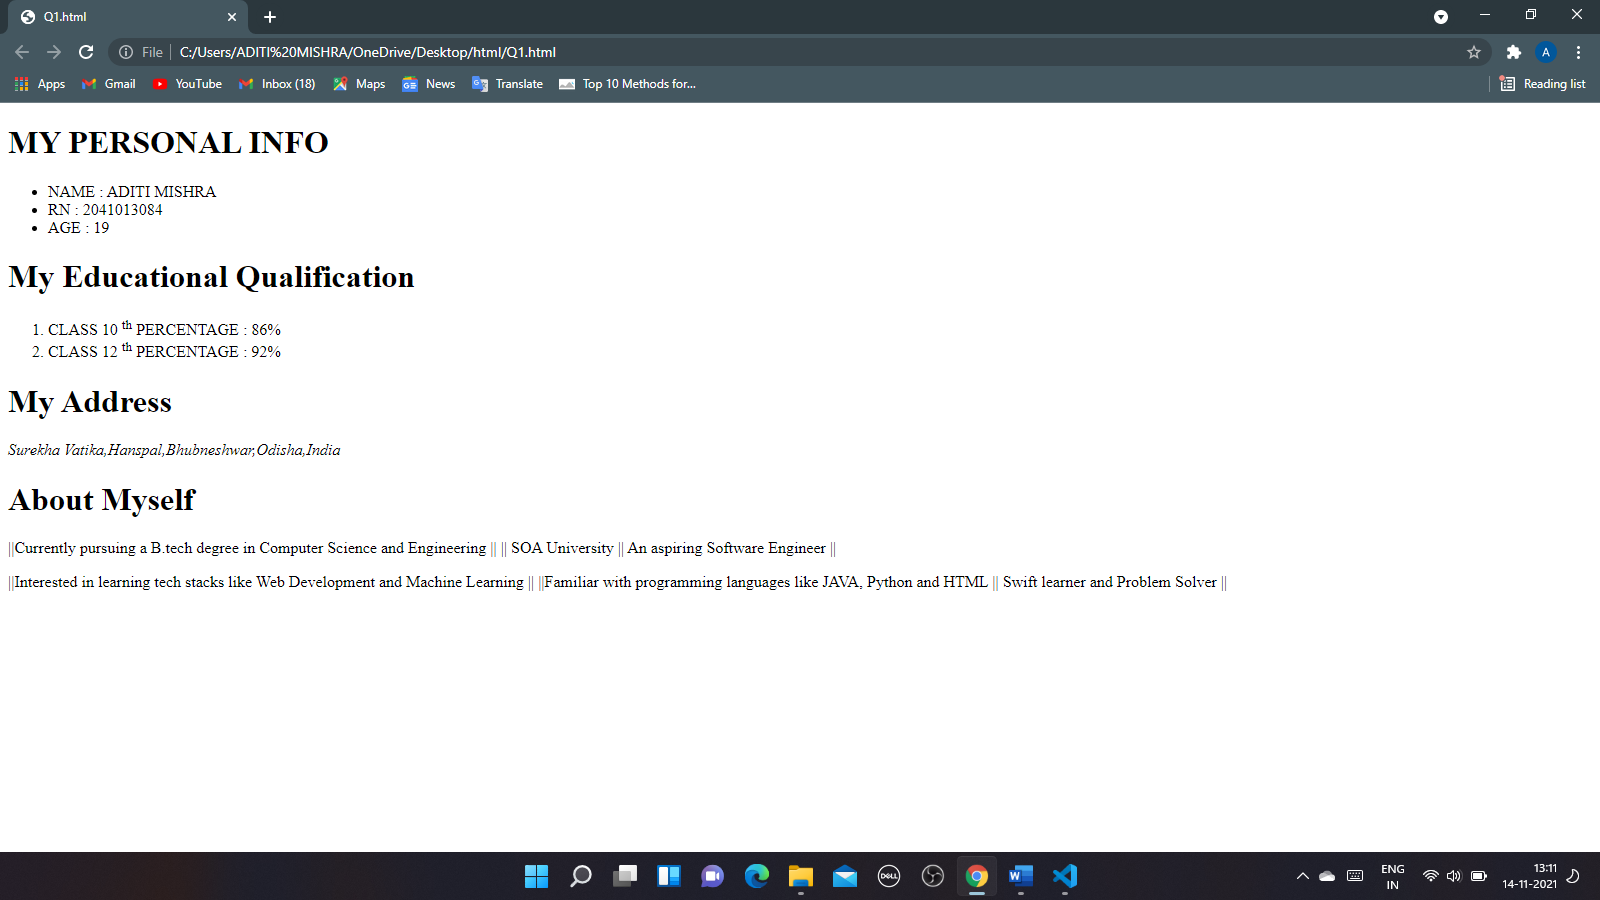 Q1.html
File C:/Users/ADITI%20MISHRA/OneDrive/Desktop/html/Q1.html A
Apps Gmail YouTube Inbox (18) Maps News Translate Top 10 Methods for... Reading list
MY PERSONAL INFO
• NAME : ADITI MISHRA
• RN : 2041013084
• AGE : 19
My Educational Qualification
1. CLASS 10 th PERCENTAGE : 86%
2. CLASS 12 th PERCENTAGE : 92%
My Address
Surekha Vatika,Hanspal,Bhubneshwar,Odisha,India
About Myself
||Currently pursuing a B.tech degree in Computer Science and Engineering || || SOA University || An aspiring Software Engineer ||
||Interested in learning tech stacks like Web Development and Machine Learning || ||Familiar with programming languages like JAVA, Python and HTML || Swift learner and Problem Solver ||
DELL W ENG 13:11
IN 14-11-2021